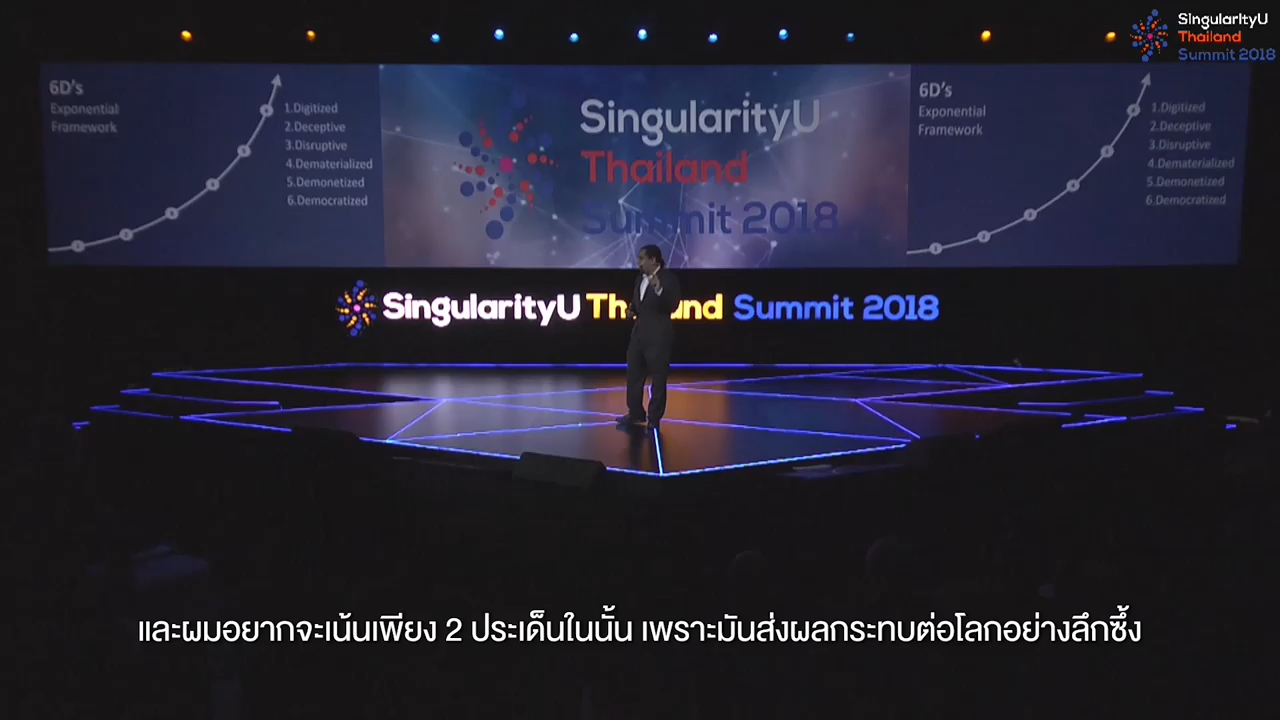 SingularityU
Thailand
Summit 2018
6D's
Exponential
Framework
1.Digitized
2.Deceptive
3.Disruptive
4.Dematerialized
5.Demonetized
6.Democratized
SingularityU
Thailand
Summit 2018
6D's
Exponential
Framework
1.Digitized
2.Deceptive
3.Disruptive
4.Dematerialized
5.Demonetized
6.Democratized
SingularityU Thailand Summit 2018
และผมอยากจะเน้นเพียง 2 ประเด็นในนั้น เพราะมันส่งผลกระทบต่อโลกอย่างลึกซึ้ง